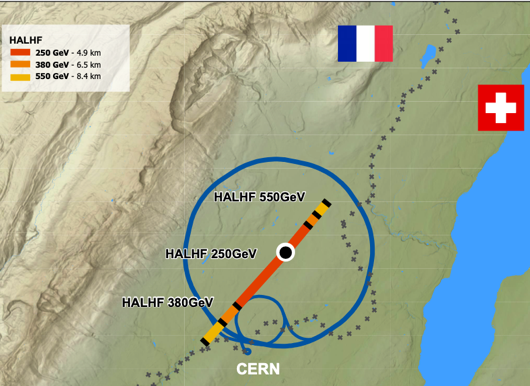 HALHF
250 GeV - 4.9 km
380 GeV - 6.5 km
550 GeV - 8.4 km
HALHF 550GeV
HALHF 250GeV
HALHF 380GeV
CERN